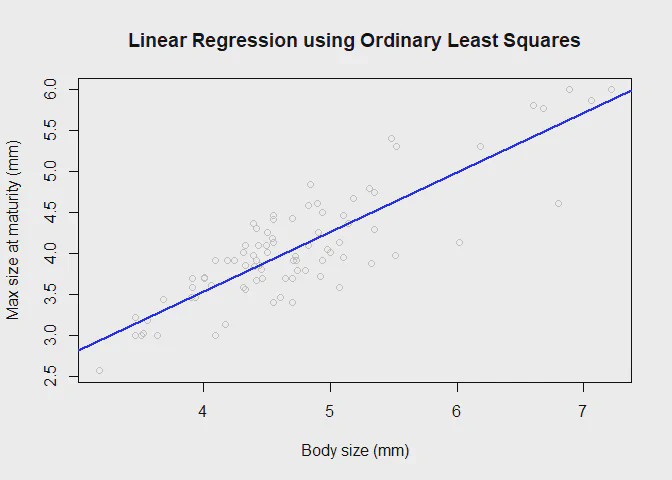 Linear Regression using Ordinary Least Squares
Max size at maturity (mm)
6.0
5.5
5.0
4.5
4.0
3.5
3.0
2.5
4 5 6 7
Body size (mm)